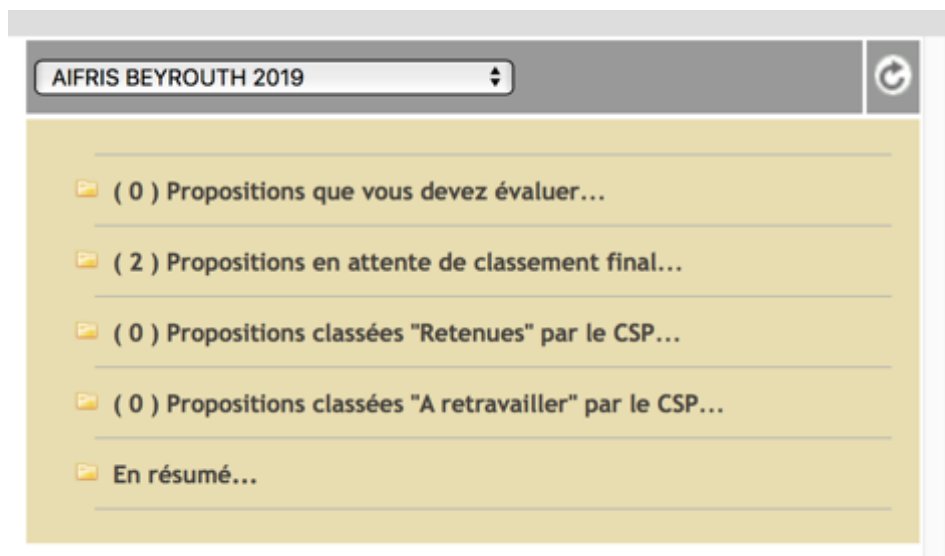 AIFRIS BEYROUTH 2019
( 0 ) Propositions que vous devez évaluer...
( 2 ) Propositions en attente de classement final...
( 0 ) Propositions classées "Retenues" par le CSP...
( 0 ) Propositions classées "A retravailler" par le CSP...
En résumé...